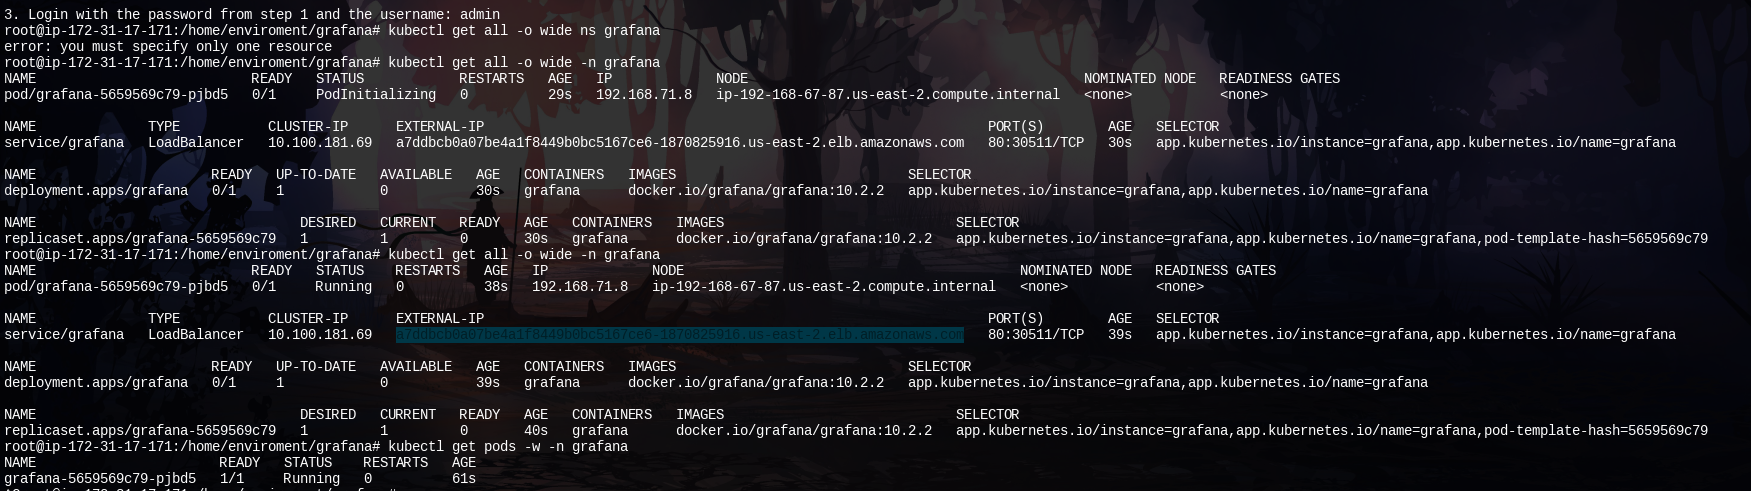 3. Login with the password from step 1 and the username: admin
root@ip-172-31-17-171:/home/enviroment/grafana# kubectl get all -o wide ns grafana
error: you must specify only one resource
root@ip-172-31-17-171:/home/enviroment/grafana# kubectl get all -o wide -n grafana
NAME READY STATUS RESTARTS AGE IP NODE NOMINATED NODE READINESS GATES
pod/grafana-5659569c79-pjbd5 0/1 PodInitializing 0 29s 192.168.71.8 ip-192-168-67-87.us-east-2.compute.internal <none> <none>
NAME TYPE CLUSTER-IP EXTERNAL-IP PORT(S) AGE SELECTOR
service/grafana LoadBalancer 10.100.181.69 a7ddbcb0a07be4a1f8449b0bc5167ce6-1870825916.us-east-2.elb.amazonaws.com 80:30511/TCP 30s app.kubernetes.io/instance=grafana,app.kubernetes.io/name=grafana
NAME READY UP-TO-DATE AVAILABLE AGE CONTAINERS IMAGES SELECTOR
deployment.apps/grafana 0/1 1 0 30s grafana docker.io/grafana/grafana:10.2.2 app.kubernetes.io/instance=grafana,app.kubernetes.io/name=grafana
NAME DESIRED CURRENT READY AGE CONTAINERS IMAGES SELECTOR
replicaset.apps/grafana-5659569c79 1 1 0 30s grafana docker.io/grafana/grafana:10.2.2 app.kubernetes.io/instance=grafana,app.kubernetes.io/name=grafana,pod-template-hash=5659569c79
root@ip-172-31-17-171:/home/enviroment/grafana# kubectl get all -o wide -n grafana
NAME READY STATUS RESTARTS AGE IP NODE NOMINATED NODE READINESS GATES
pod/grafana-5659569c79-pjbd5 0/1 Running 0 38s 192.168.71.8 ip-192-168-67-87.us-east-2.compute.internal <none> <none>
NAME TYPE CLUSTER-IP EXTERNAL-IP PORT(S) AGE SELECTOR
service/grafana LoadBalancer 10.100.181.69 a7ddbcb0a07be4a1f8449b0bc5167ce6-1870825916.us-east-2.elb.amazonaws.com 80:30511/TCP 39s app.kubernetes.io/instance=grafana,app.kubernetes.io/name=grafana
NAME READY UP-TO-DATE AVAILABLE AGE CONTAINERS IMAGES SELECTOR
deployment.apps/grafana 0/1 1 0 39s grafana docker.io/grafana/grafana:10.2.2 app.kubernetes.io/instance=grafana,app.kubernetes.io/name=grafana
NAME DESIRED CURRENT READY AGE CONTAINERS IMAGES SELECTOR
replicaset.apps/grafana-5659569c79 1 1 0 40s grafana docker.io/grafana/grafana:10.2.2 app.kubernetes.io/instance=grafana,app.kubernetes.io/name=grafana,pod-template-hash=5659569c79
root@ip-172-31-17-171:/home/enviroment/grafana# kubectl get pods -w -n grafana
NAME READY STATUS RESTARTS AGE
grafana-5659569c79-pjbd5 1/1 Running 0 61s